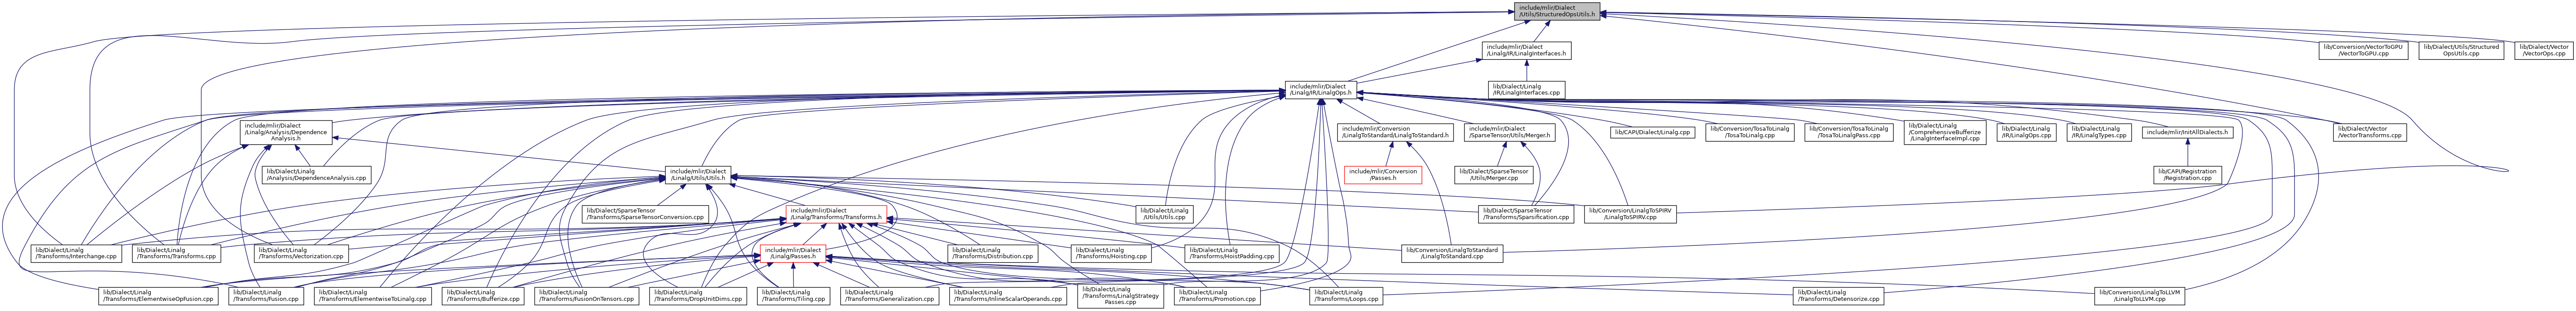 include/mlir/Dialect
/Utils/StructuredOpsUtils.h
include/mlir/Dialect
/Linalg/IR/LinalgInterfaces.h
lib/Conversion/VectorToGPU
/VectorToGPU.cpp
lib/Dialect/Utils/Structured
OpsUtils.cpp
lib/Dialect/Vector
/VectorOps.cpp
include/mlir/Dialect
/Linalg/IR/LinalgOps.h
lib/Dialect/Linalg
/IR/LinalgInterfaces.cpp
include/mlir/Dialect
/Linalg/Analysis/Dependence
Analysis.h
include/mlir/Conversion
/LinalgToStandard/LinalgToStandard.h
include/mlir/Dialect
/SparseTensor/Utils/Merger.h
lib/CAPI/Dialect/Linalg.cpp
lib/Conversion/TosaToLinalg
/TosaToLinalg.cpp
lib/Conversion/TosaToLinalg
/TosaToLinalgPass.cpp
lib/Dialect/Linalg
/ComprehensiveBufferize
/LinalgInterfaceImpl.cpp
lib/Dialect/Linalg
/IR/LinalgOps.cpp
lib/Dialect/Linalg
/IR/LinalgTypes.cpp
include/mlir/InitAllDialects.h
lib/Dialect/Vector
/VectorTransforms.cpp
lib/Dialect/Linalg
/Analysis/DependenceAnalysis.cpp
include/mlir/Dialect
/Linalg/Utils/Utils.h
include/mlir/Conversion
/Passes.h
lib/Dialect/SparseTensor
/Utils/Merger.cpp
lib/CAPI/Registration
/Registration.cpp
lib/Dialect/SparseTensor
/Transforms/SparseTensorConversion.cpp
include/mlir/Dialect
/Linalg/Transforms/Transforms.h
lib/Dialect/Linalg
/Utils/Utils.cpp
lib/Dialect/SparseTensor
/Transforms/Sparsification.cpp
lib/Conversion/LinalgToSPIRV
/LinalgToSPIRV.cpp
lib/Dialect/Linalg
/Transforms/Interchange.cpp
lib/Dialect/Linalg
/Transforms/Transforms.cpp
lib/Dialect/Linalg
/Transforms/Vectorization.cpp
include/mlir/Dialect
/Linalg/Passes.h
lib/Dialect/Linalg
/Transforms/Distribution.cpp
lib/Dialect/Linalg
/Transforms/Hoisting.cpp
lib/Dialect/Linalg
/Transforms/HoistPadding.cpp
lib/Conversion/LinalgToStandard
/LinalgToStandard.cpp
lib/Dialect/Linalg
/Transforms/ElementwiseOpFusion.cpp
lib/Dialect/Linalg
/Transforms/Fusion.cpp
lib/Dialect/Linalg
/Transforms/ElementwiseToLinalg.cpp
lib/Dialect/Linalg
/Transforms/Bufferize.cpp
lib/Dialect/Linalg
/Transforms/FusionOnTensors.cpp
lib/Dialect/Linalg
/Transforms/DropUnitDims.cpp
lib/Dialect/Linalg
/Transforms/Tiling.cpp
lib/Dialect/Linalg
/Transforms/Generalization.cpp
lib/Dialect/Linalg
/Transforms/InlineScalarOperands.cpp
lib/Dialect/Linalg
/Transforms/LinalgStrategy
Passes.cpp
lib/Dialect/Linalg
/Transforms/Promotion.cpp
lib/Dialect/Linalg
/Transforms/Loops.cpp
lib/Dialect/Linalg
/Transforms/Detensorize.cpp
lib/Conversion/LinalgToLLVM
/LinalgToLLVM.cpp